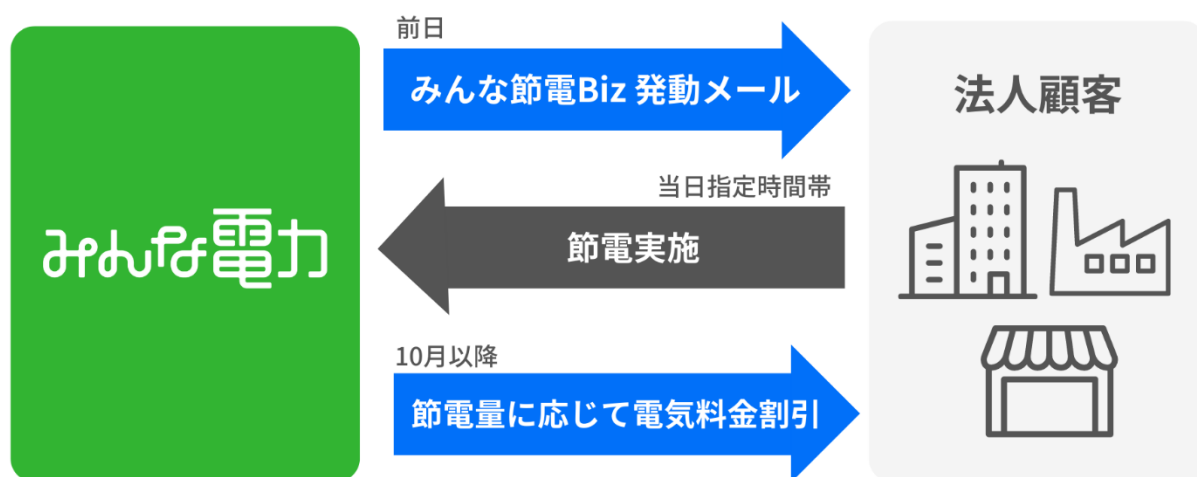 前日
みんな節電Biz 発動メール
法人顧客
当日指定時間帯
節電実施
みんな電力
10月以降
節電量に応じて電気料金割引